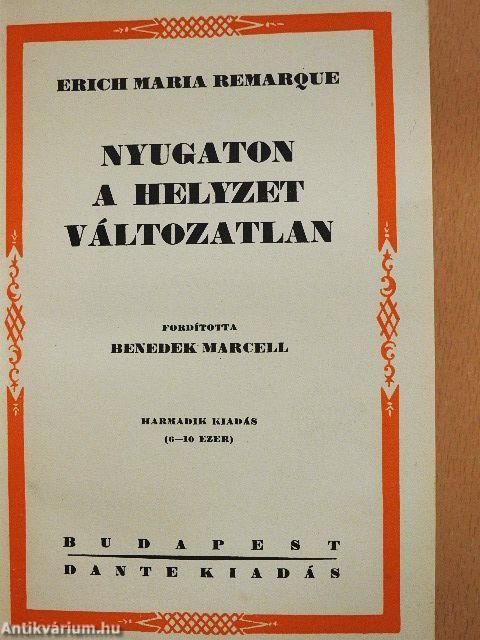 ERICH MARIA REMARQUE
NYUGATON
A HELYZET
VÁLTOZATLAN
FORDÍTOTTA
BENEDEK MARCELL
HARMADIK KIADÁS
(6—10 EZER)
BUDAPEST
DANTE KIADÁS
Antikvárium.hu